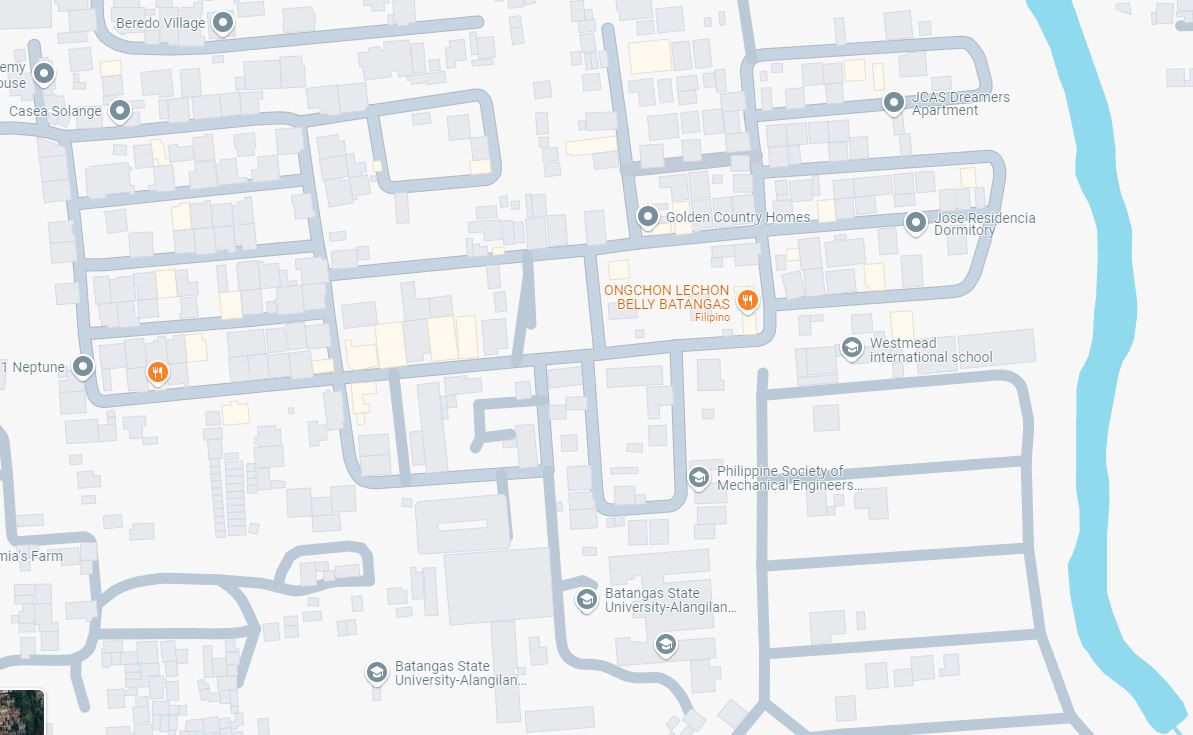 Beredo Village
emy
ouse
Casea Solange
JCAS Dreamers
Apartment
Golden Country Homes
Jose Residencia
Dormitory
ONGCHON LECHON
BELLY BATANGAS
Filipino
Westmead
international school
1 Neptune
Philippine Society of
Mechanical Engineers...
mia's Farm
Batangas State
University-Alangilan...
Batangas State
University-Alangilan...